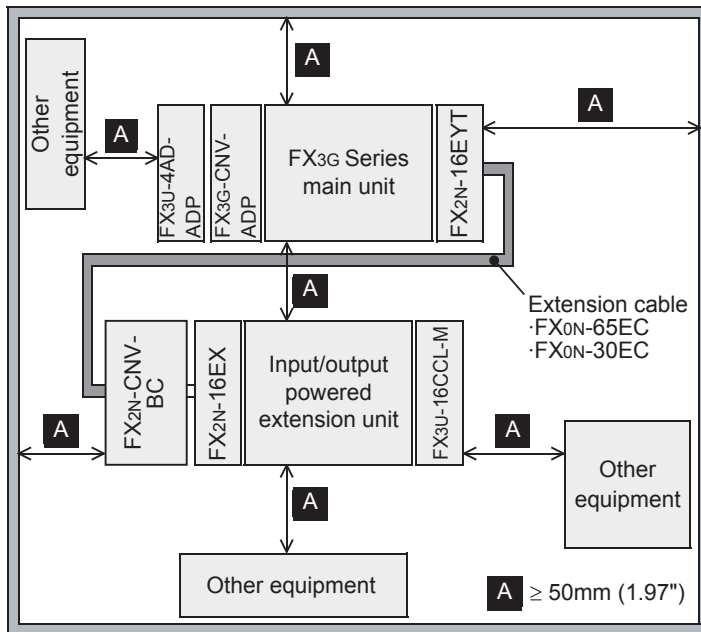 A
Other
equipment
A
FX3U-4AD-
ADP
FX3G-CNV-
ADP
FX3G Series
main unit
FX2N-16EYT
A
A
Extension cable
·FX0N-65EC
·FX0N-30EC
FX2N-CNV-
BC
FX2N-16EX
Input/output
powered
extension unit
FX3U-16CCL-M
A
A
Other
equipment
A
Other equipment
A ≥ 50mm (1.97")